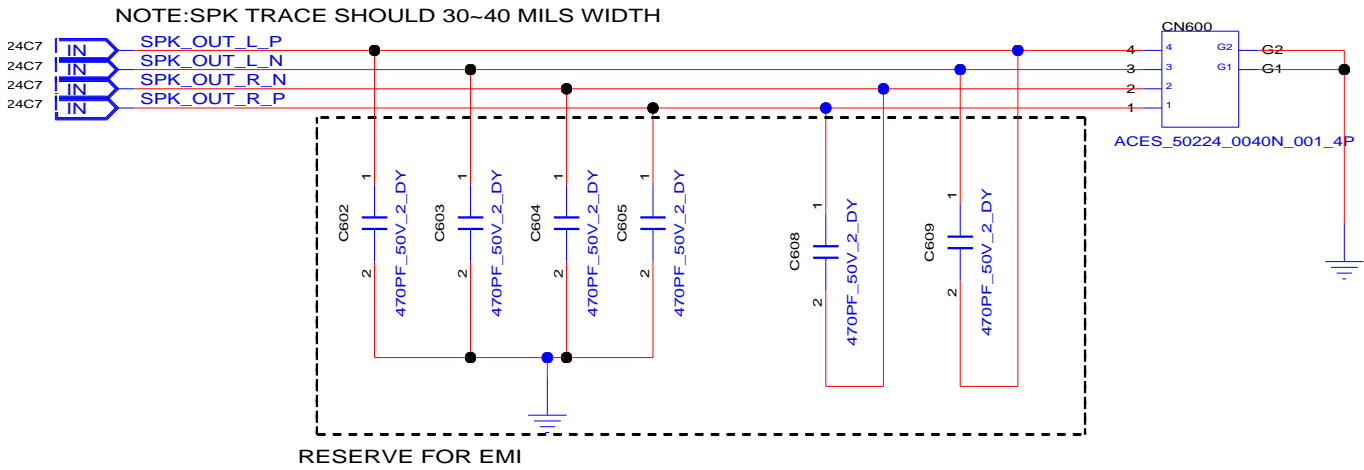 NOTE:SPK TRACE SHOULD 30~40 MILS WIDTH
CN600
24C7 IN SPK_OUT_L_P 4 4 G2 G2
24C7 IN SPK_OUT_L_N 3 3 G1 G1
24C7 IN SPK_OUT_R_N 2 2
24C7 IN SPK_OUT_R_P 1 1
ACES_50224_0040N_001_4P
1 C602 2 470PF_50V_2_DY
1 C603 2 470PF_50V_2_DY
1 C604 2 470PF_50V_2_DY
1 C605 2 470PF_50V_2_DY
1 C608 2 470PF_50V_2_DY
1 C609 2 470PF_50V_2_DY
RESERVE FOR EMI